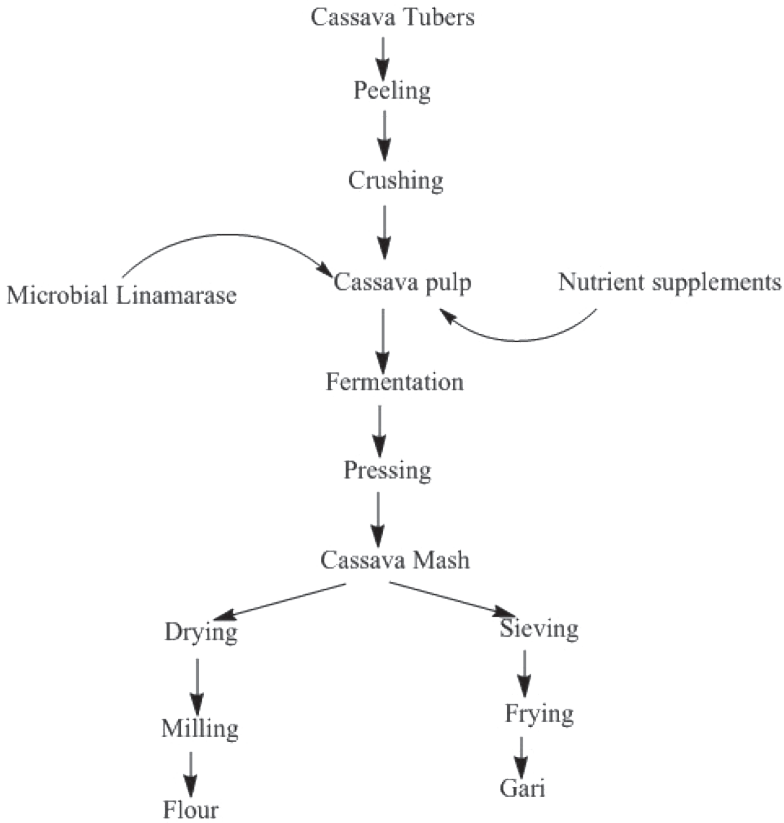 Cassava Tubers
Peeling
Crushing
Microbial Linamarase
Cassava pulp
Nutrient supplements
Fermentation
Pressing
Cassava Mash
Drying
Sieving
Milling
Frying
Flour
Gari